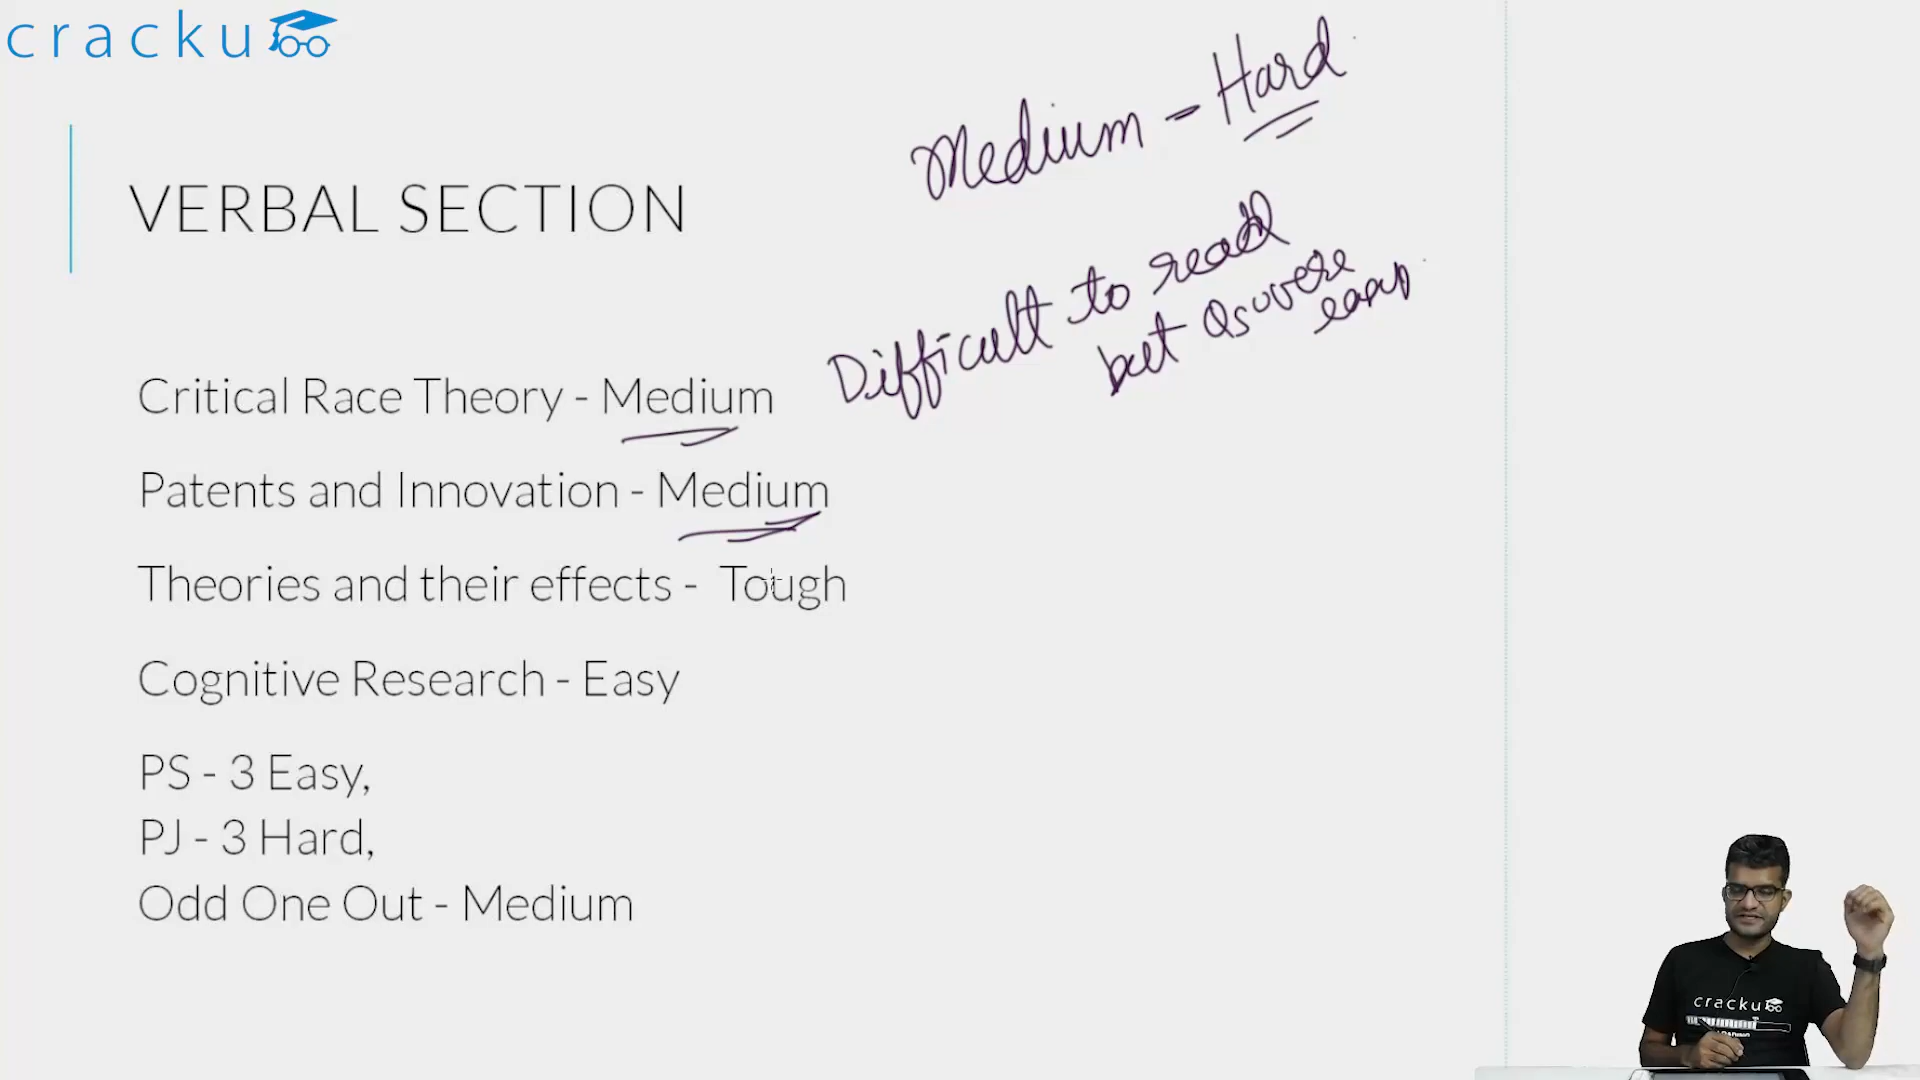 cracku
Medium - Hard
VERBAL SECTION
Difficult to read
but Qs were
easy
Critical Race Theory - Medium
Patents and Innovation - Medium
Theories and their effects - Tough
Cognitive Research - Easy
PS - 3 Easy,
PJ - 3 Hard,
Odd One Out - Medium
cracku